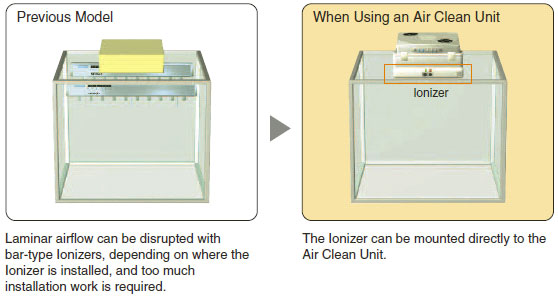 Previous Model
When Using an Air Clean Unit
Ionizer
Laminar airflow can be disrupted with
bar-type Ionizers, depending on where the
Ionizer is installed, and too much
installation work is required.
The Ionizer can be mounted directly to the
Air Clean Unit.